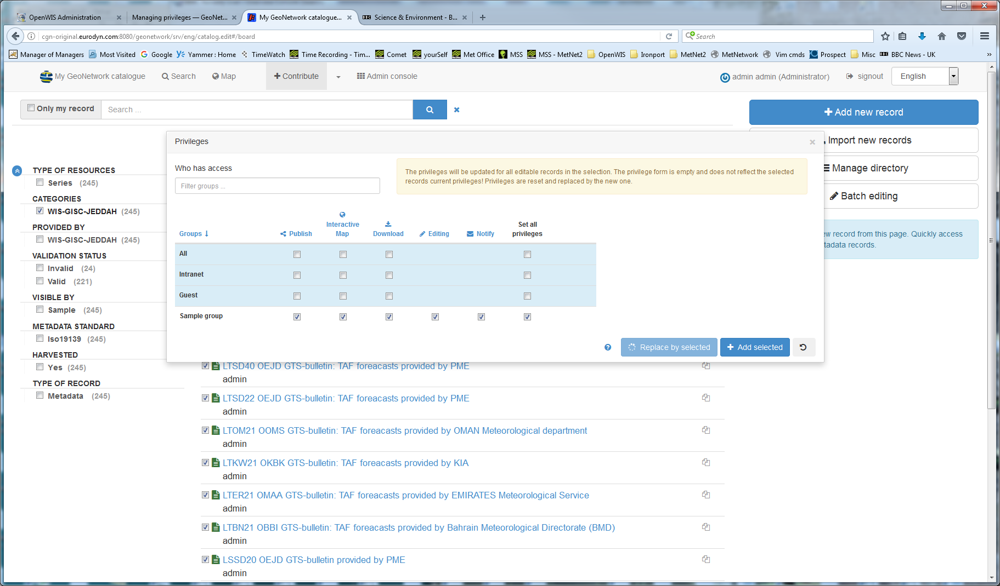 OpenWIS Administration
Managing privileges — GeoNet...
My GeoNetwork catalogue...
BBC Science & Environment - B...
cgn-original.eurodyn.com:8080/geonetwork/srv/eng/catalog.edit#/board
Search
Manager of Managers
Most Visited
Google
Yammer : Home
TimeWatch
Time Recording - Tim...
Comet
yourSelf
Met Office
MSS
MSS - MetNet2
OpenWIS
Ironport
MetNet2
MetNetwork
Vim cmds
Prospect
Misc
BBC BBC News - UK
»
My GeoNetwork catalogue
Search
Map
Contribute
Admin console
admin admin (Administrator)
signout
English
Only my record
Search ...
Add new record
Import new records
Manage directory
Batch editing
w record from this page. Quickly access
tadata records.
TYPE OF RESOURCES
Series (245)
CATEGORIES
WIS-GISC-JEDDAH (245)
PROVIDED BY
WIS-GISC-JEDDAH (245)
VALIDATION STATUS
Invalid (24)
Valid (221)
VISIBLE BY
Sample (245)
METADATA STANDARD
Iso19139 (245)
HARVESTED
Yes (245)
TYPE OF RECORD
Metadata (245)
Privileges
Who has access
Filter groups ...
The privileges will be updated for all editable records in the selection. The privilege form is empty and does not reflect the selected
records current privileges! Privileges are reset and replaced by the new one.
Groups
Publish
Interactive
Map
Download
Editing
Notify
Set all
privileges
All
Intranet
Guest
Sample group
Replace by selected
Add selected
LTSD40 OEJD GTS-bulletin: TAF foreacasts provided by PME
admin
LTSD22 OEJD GTS-bulletin: TAF foreacasts provided by PME
admin
LTOM21 OOMS GTS-bulletin: TAF foreacasts provided by OMAN Meteorological department
admin
LTKW21 OKBK GTS-bulletin: TAF foreacasts provided by KIA
admin
LTER21 OMAA GTS-bulletin: TAF foreacasts provided by EMIRATES Meteorological Service
admin
LTBN21 OBBI GTS-bulletin: TAF foreacasts provided by Bahrain Meteorological Directorate (BMD)
admin
LSSD20 OEJD GTS-bulletin provided by PME
admin